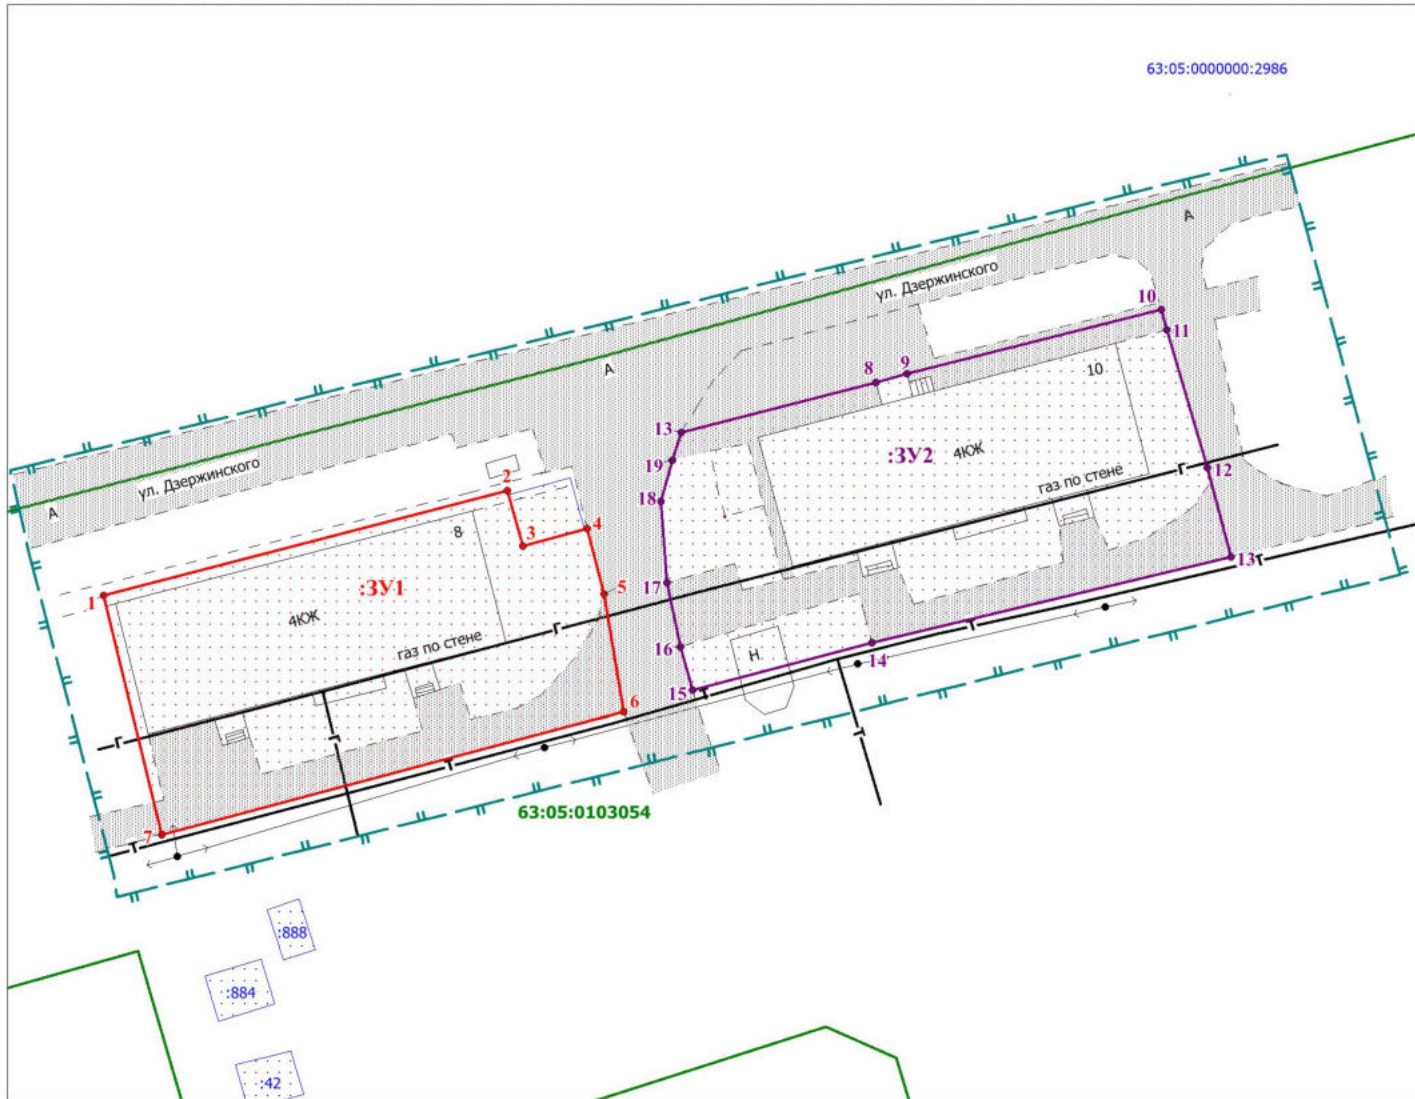 63:05:0000000:2986
А
ул. Дзержинского
10
11
А
8
9
10
13
ул. Дзержинского
А
2
19
:ЗУ2
4КЖ
Г
12
газ по стене
18
8
3
4
1
:ЗУ1
4КЖ
5
17
13
Т
газ по стене
Г
16
Н
14
Т
15
Т
6
Г
Г
Т
Т
7
Т
63:05:0103054
:888
:884
:42